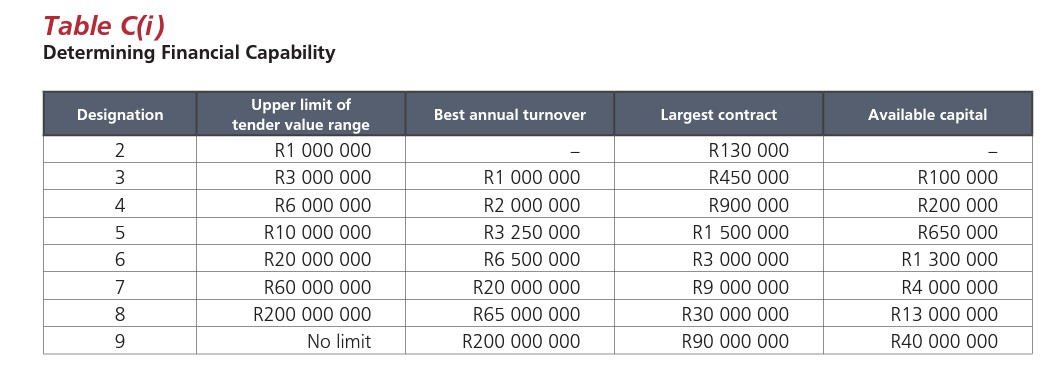 Table C(i)
Determining Financial Capability
Designation Upper limit of tender value range Best annual turnover Largest contract Available capital
2 R1 000 000 – R130 000 –
3 R3 000 000 R1 000 000 R450 000 R100 000
4 R6 000 000 R2 000 000 R900 000 R200 000
5 R10 000 000 R3 250 000 R1 500 000 R650 000
6 R20 000 000 R6 500 000 R3 000 000 R1 300 000
7 R60 000 000 R20 000 000 R9 000 000 R4 000 000
8 R200 000 000 R65 000 000 R30 000 000 R13 000 000
9 No limit R200 000 000 R90 000 000 R40 000 000